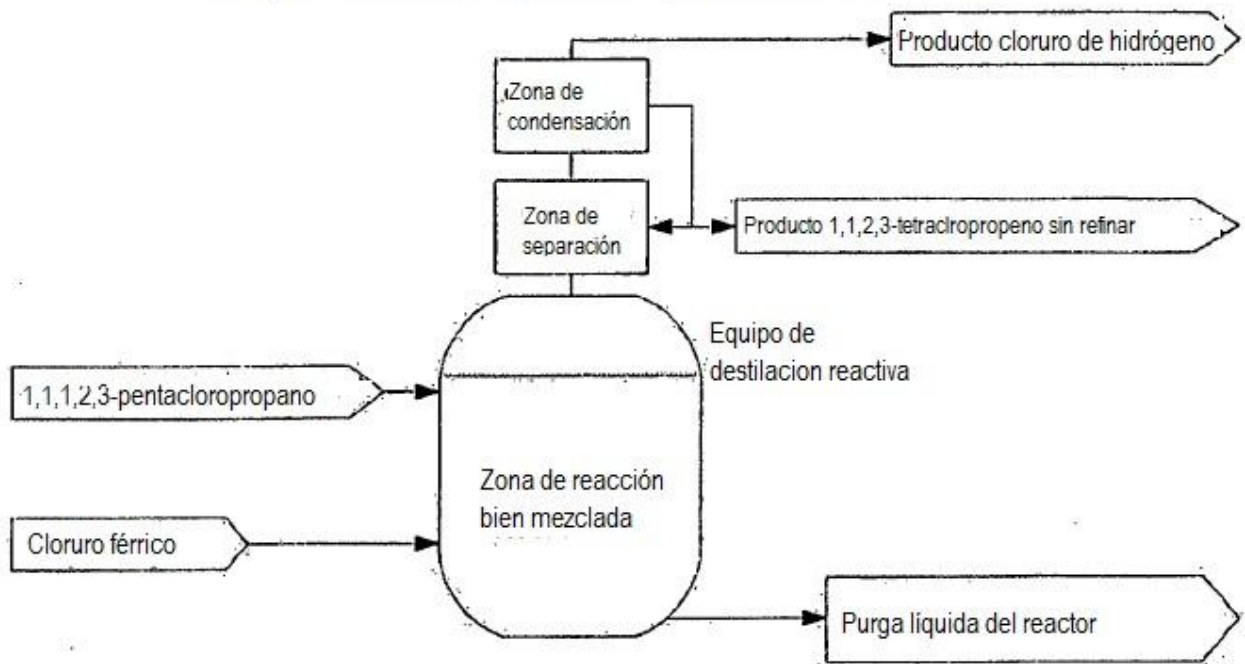 Producto cloruro de hidrógeno
Zona de
condensación
Zona de
separación
Producto 1,1,2,3-tetraclropropeno sin refinar
Equipo de
destilacion reactiva
1,1,1,2,3-pentacloropropano
Zona de reacción
bien mezclada
Cloruro férrico
Purga líquida del reactor